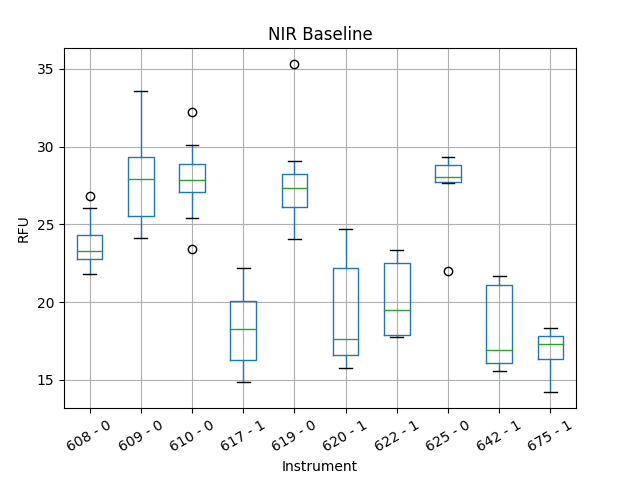 NIR Baseline
RFU
35
30
25
20
15
608 - 0
609 - 0
610 - 0
617 - 1
619 - 0
620 - 1
622 - 1
625 - 0
642 - 1
675 - 1
Instrument